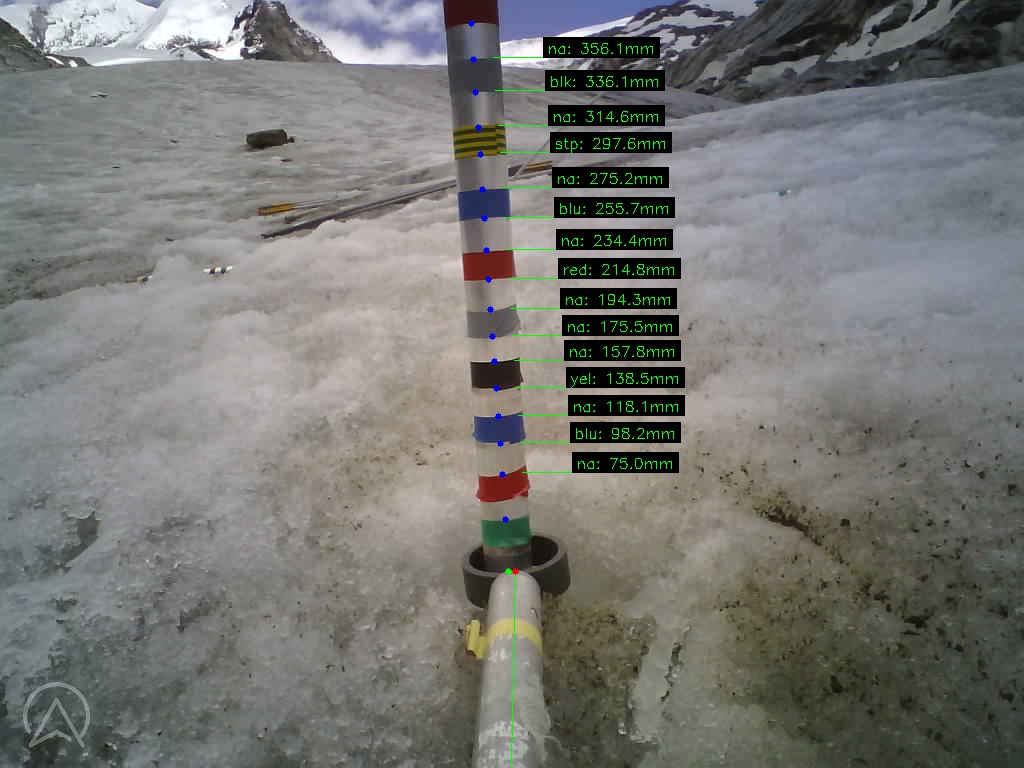 na: 356.1mm
blk: 336.1mm
na: 314.6mm
stp: 297.6mm
na: 275.2mm
blu: 255.7mm
na: 234.4mm
red: 214.8mm
na: 194.3mm
na: 175.5mm
na: 157.8mm
yel: 138.5mm
na: 118.1mm
blu: 98.2mm
na: 75.0mm